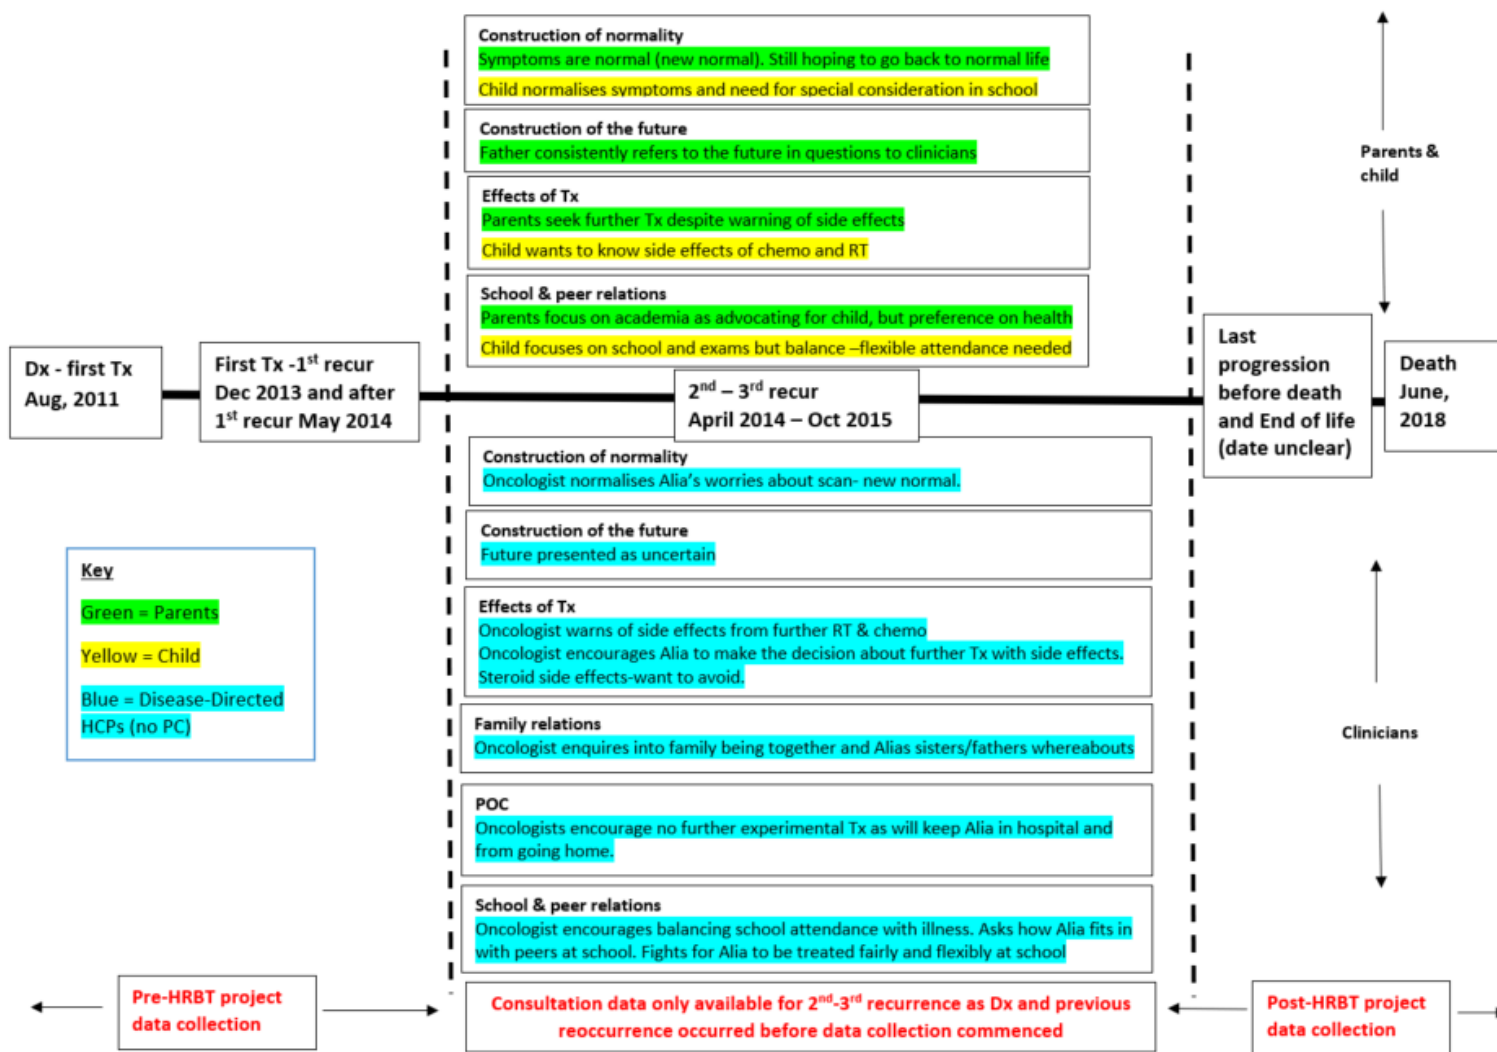 Construction of normality
Symptoms are normal (new normal). Still hoping to go back to normal life
Child normalises symptoms and need for special consideration in school
Construction of the future
Father consistently refers to the future in questions to clinicians
Effects of Tx
Parents seek further Tx despite warning of side effects
Child wants to know side effects of chemo and RT
School & peer relations
Parents focus on academia as advocating for child, but preference on health
Child focuses on school and exams but balance –flexible attendance needed
Parents &
child
Dx - first Tx
Aug, 2011
First Tx -1st recur
Dec 2013 and after
1st recur May 2014
2nd – 3rd recur
April 2014 – Oct 2015
Last
progression
before death
and End of life
(date unclear)
Death
June,
2018
Construction of normality
Oncologist normalises Alia's worries about scan- new normal.
Construction of the future
Future presented as uncertain
Effects of Tx
Oncologist warns of side effects from further RT & chemo
Oncologist encourages Alia to make the decision about further Tx with side effects.
Steroid side effects-want to avoid.
Family relations
Oncologist enquires into family being together and Alias sisters/fathers whereabouts
POC
Oncologists encourage no further experimental Tx as will keep Alia in hospital and
from going home.
School & peer relations
Oncologist encourages balancing school attendance with illness. Asks how Alia fits in
with peers at school. Fights for Alia to be treated fairly and flexibly at school
Key
Green = Parents
Yellow = Child
Blue = Disease-Directed
HCPs (no PC)
Clinicians
Pre-HRBT project
data collection
Consultation data only available for 2nd-3rd recurrence as Dx and previous
reoccurrence occurred before data collection commenced
Post-HRBT project
data collection